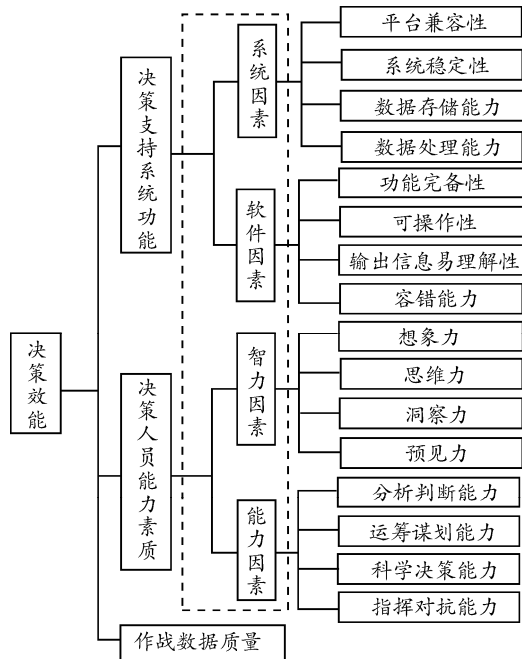 决策效能
决策支持系统功能
系统因素
平台兼容性
系统稳定性
数据存储能力
数据处理能力
软件因素
功能完备性
可操作性
输出信息易理解性
容错能力
决策人员能力素质
智力因素
想象力
思维力
洞察力
预见力
能力因素
分析判断能力
运筹谋划能力
科学决策能力
指挥对抗能力
作战数据质量